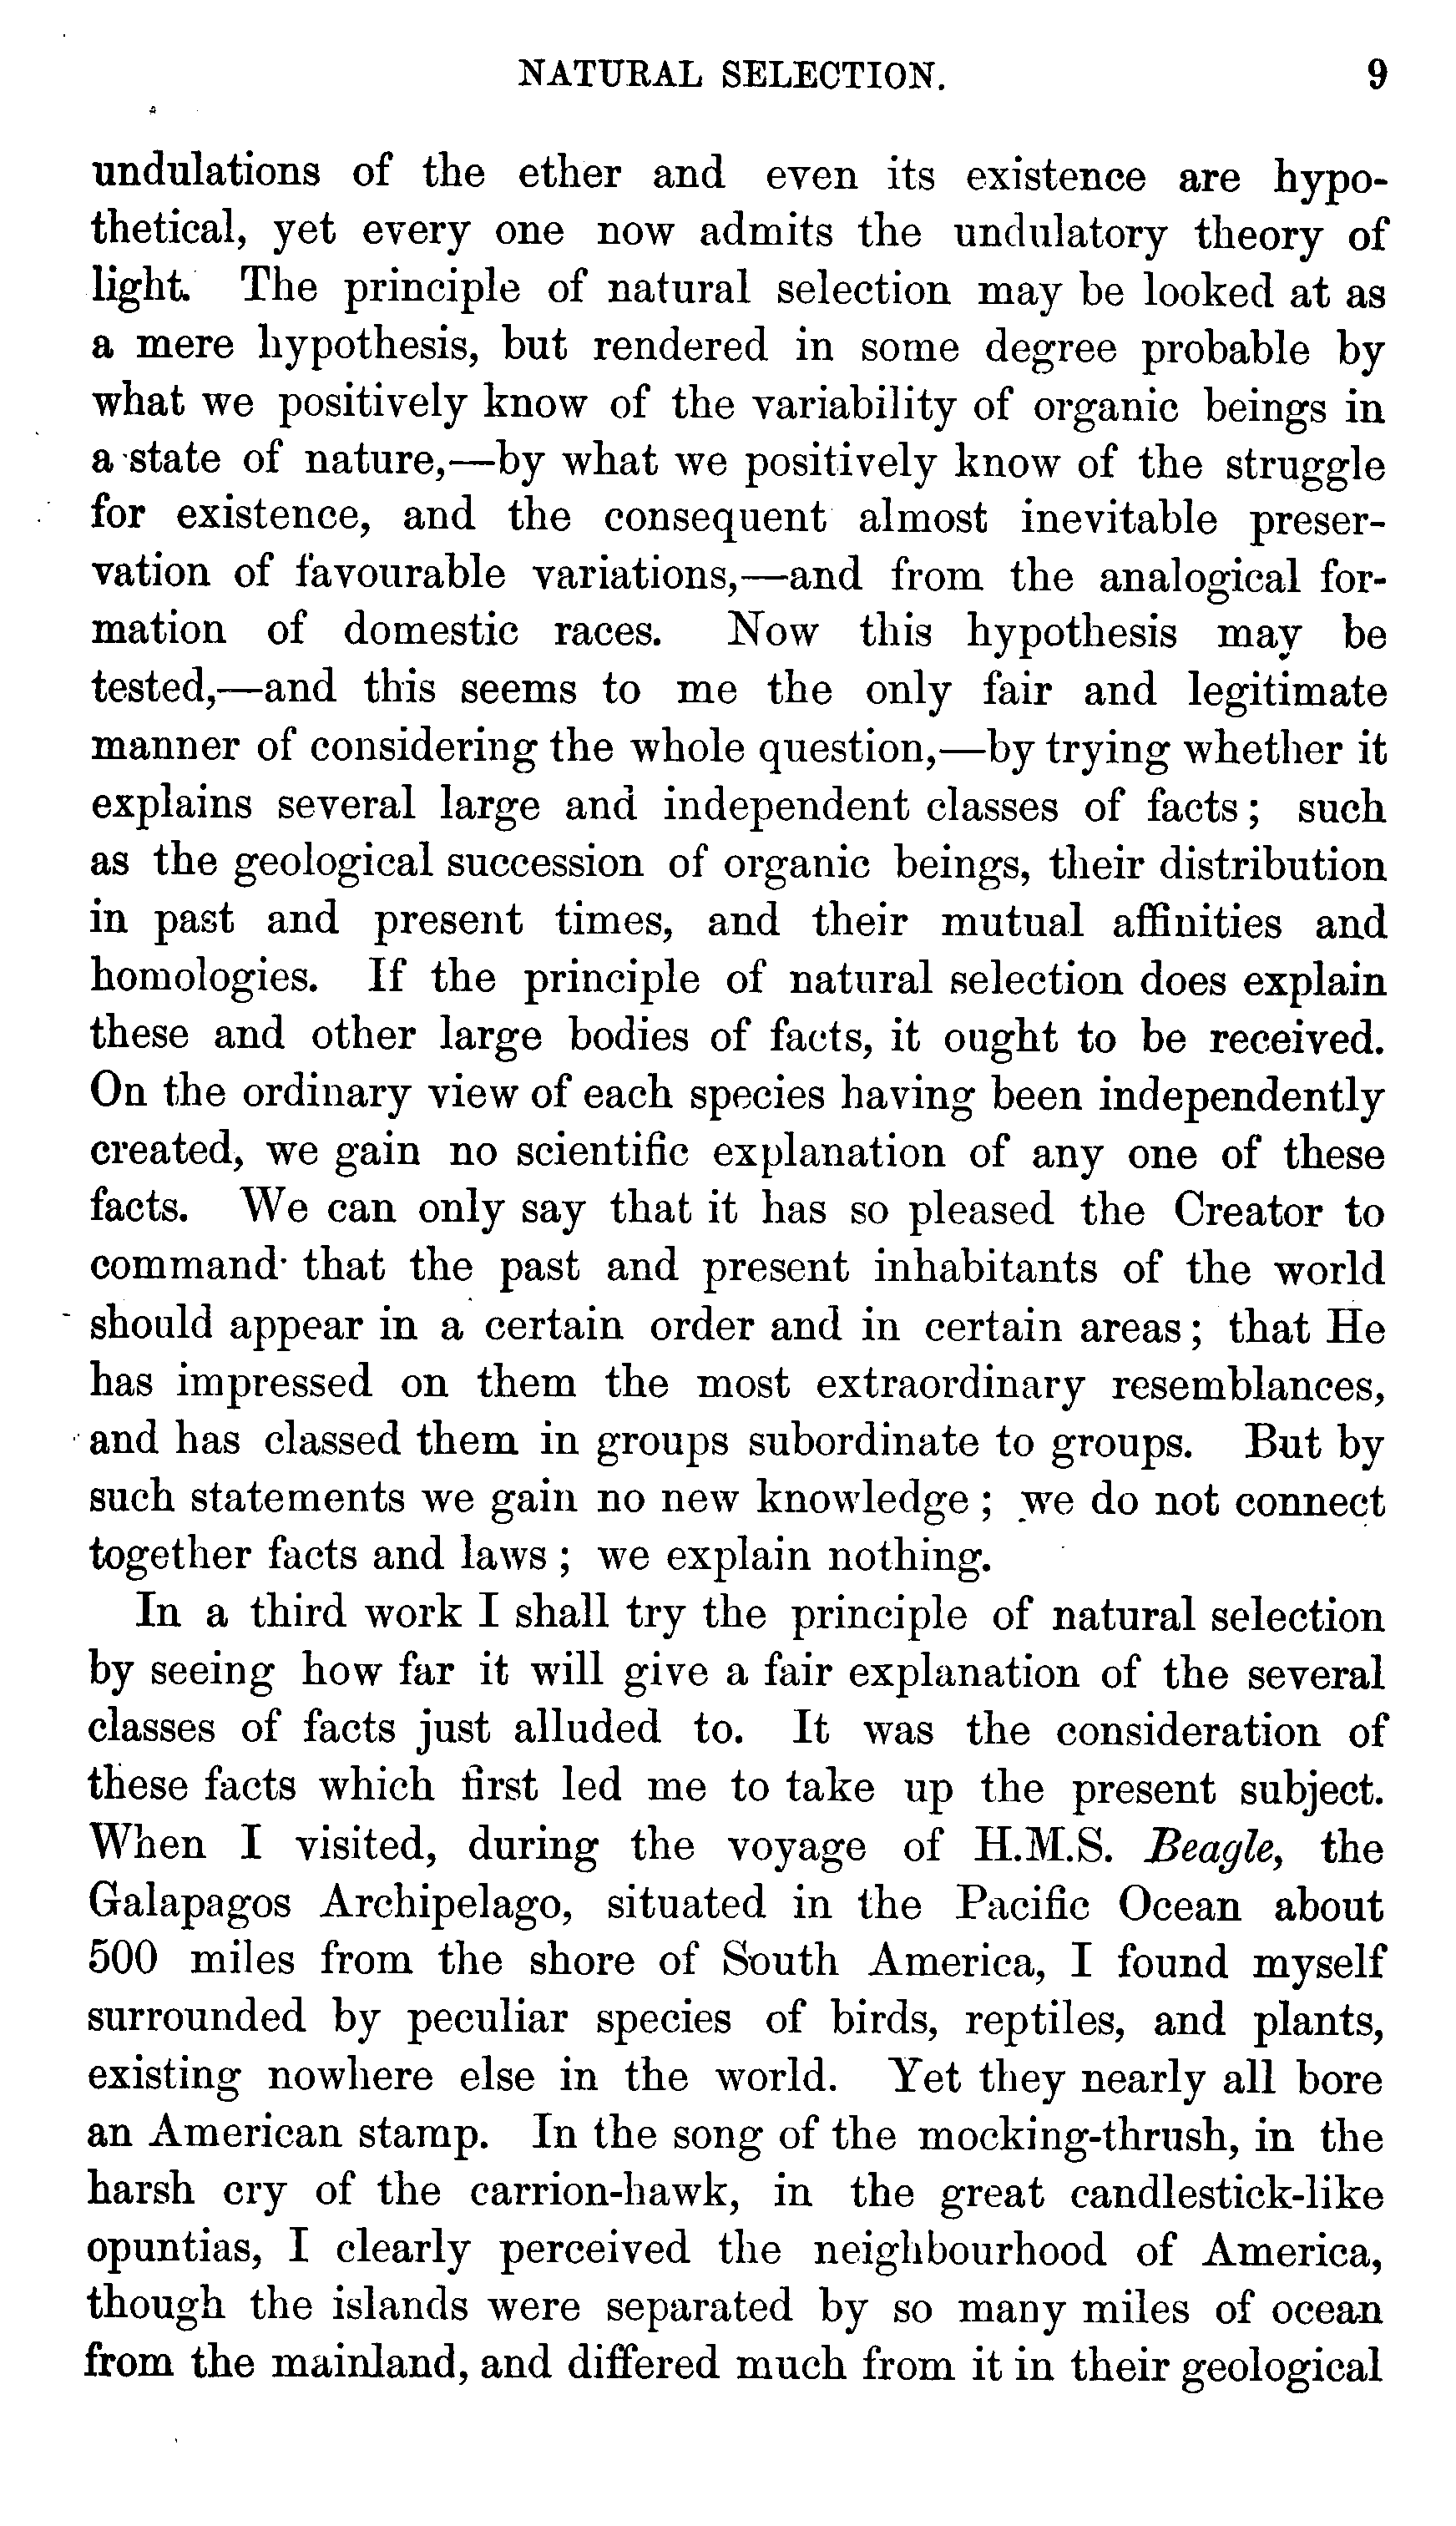 NATURAL SELECTION. 9
undulations of the ether and even its existence are hypo-
thetical, yet every one now admits the undulatory theory of
light. The principle of natural selection may be looked at as
a mere hypothesis, but rendered in some degree probable by
what we positively know of the variability of organic beings in
a state of nature,—by what we positively know of the struggle
for existence, and the consequent almost inevitable preser-
vation of favourable variations,—and from the analogical for-
mation of domestic races. Now this hypothesis may be
tested,—and this seems to me the only fair and legitimate
manner of considering the whole question,—by trying whether it
explains several large and independent classes of facts; such
as the geological succession of organic beings, their distribution
in past and present times, and their mutual affinities and
homologies. If the principle of natural selection does explain
these and other large bodies of facts, it ought to be received.
On the ordinary view of each species having been independently
created, we gain no scientific explanation of any one of these
facts. We can only say that it has so pleased the Creator to
command that the past and present inhabitants of the world
should appear in a certain order and in certain areas; that He
has impressed on them the most extraordinary resemblances,
and has classed them in groups subordinate to groups. But by
such statements we gain no new knowledge; we do not connect
together facts and laws; we explain nothing.
In a third work I shall try the principle of natural selection
by seeing how far it will give a fair explanation of the several
classes of facts just alluded to. It was the consideration of
these facts which first led me to take up the present subject.
When I visited, during the voyage of H.M.S. Beagle, the
Galapagos Archipelago, situated in the Pacific Ocean about
500 miles from the shore of South America, I found myself
surrounded by peculiar species of birds, reptiles, and plants,
existing nowhere else in the world. Yet they nearly all bore
an American stamp. In the song of the mocking-thrush, in the
harsh cry of the carrion-hawk, in the great candlestick-like
opuntias, I clearly perceived the neighbourhood of America,
though the islands were separated by so many miles of ocean
from the mainland, and differed much from it in their geological